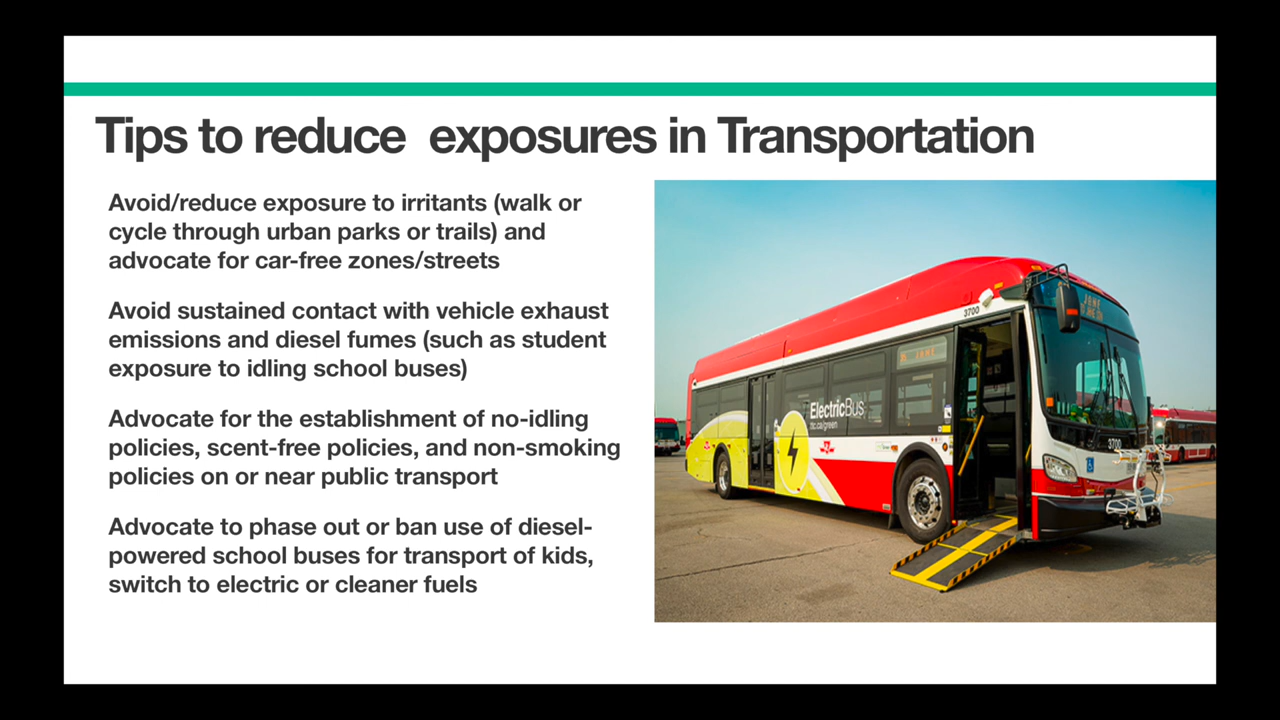 Tips to reduce  exposures in Transportation
Avoid/reduce exposure to irritants (walk or
cycle through urban parks or trails) and
advocate for car-free zones/streets
Avoid sustained contact with vehicle exhaust
emissions and diesel fumes (such as student
exposure to idling school buses)
Advocate for the establishment of no-idling
policies, scent-free policies, and non-smoking
policies on or near public transport
Advocate to phase out or ban use of diesel-
powered school buses for transport of kids,
switch to electric or cleaner fuels
3700
ElectricBus
ttc.ca/green
3700